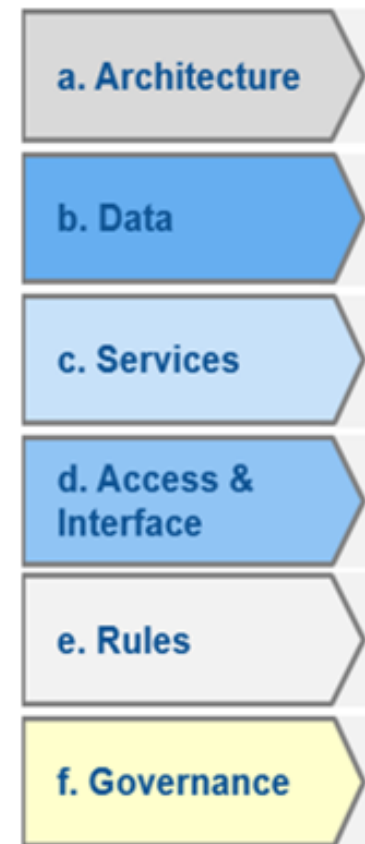 a. Architecture
b. Data
c. Services
d. Access &
Interface
e. Rules
f. Governance